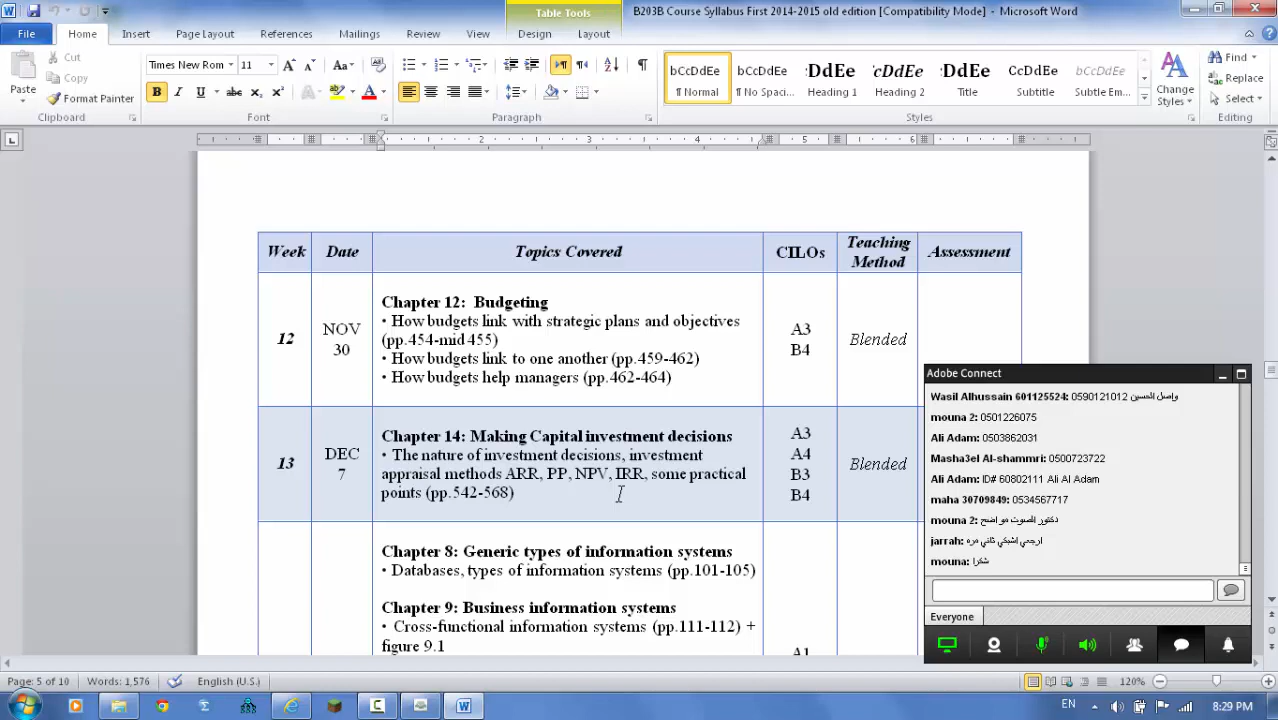 Table Tools
B203B Course Syllabus First 2014-2015 old edition [Compatibility Mode] - Microsoft Word
File Home Insert Page Layout References Mailings Review View Design Layout
Cut
Copy
Format Painter
Paste
Clipboard
Times New Rom 11
Font
Paragraph
bCcDdEe ¶ Normal
bCcDdEe ¶ No Spaci...
DdEe Heading 1
cDdEe Heading 2
DdEe Title
CcDdEe Subtitle
bCcDdEe Subtle Em...
Change Styles
Styles
Find
Replace
Select
Editing
Week Date Topics Covered CILOs Teaching Method Assessment
12
NOV 30
Chapter 12: Budgeting
• How budgets link with strategic plans and objectives
(pp.454-mid 455)
• How budgets link to one another (pp.459-462)
• How budgets help managers (pp.462-464)
A3
B4
Blended
13
DEC 7
Chapter 14: Making Capital investment decisions
• The nature of investment decisions, investment
appraisal methods ARR, PP, NPV, IRR, some practical
points (pp.542-568)
A3
A4
B3
B4
Blended
Chapter 8: Generic types of information systems
• Databases, types of information systems (pp.101-105)
Chapter 9: Business information systems
• Cross-functional information systems (pp.111-112) +
figure 9.1
A1
Adobe Connect
Wasil Alhussain 601125524: 0590121012 واصل الحسين
mouna 2: 0501226075
Ali Adam: 0503862031
Masha3el Al-shammri: 0500723722
Ali Adam: ID# 60802111 Ali Al Adam
maha 30709849: 0534567717
mouna 2: دكتور الصوت مو اضح
jarrah: ارجعي اشبكي ثاني مره
mouna: شكرا
Everyone
Page: 5 of 10 Words: 1,576 English (U.S.) 120%
EN 8:29 PM